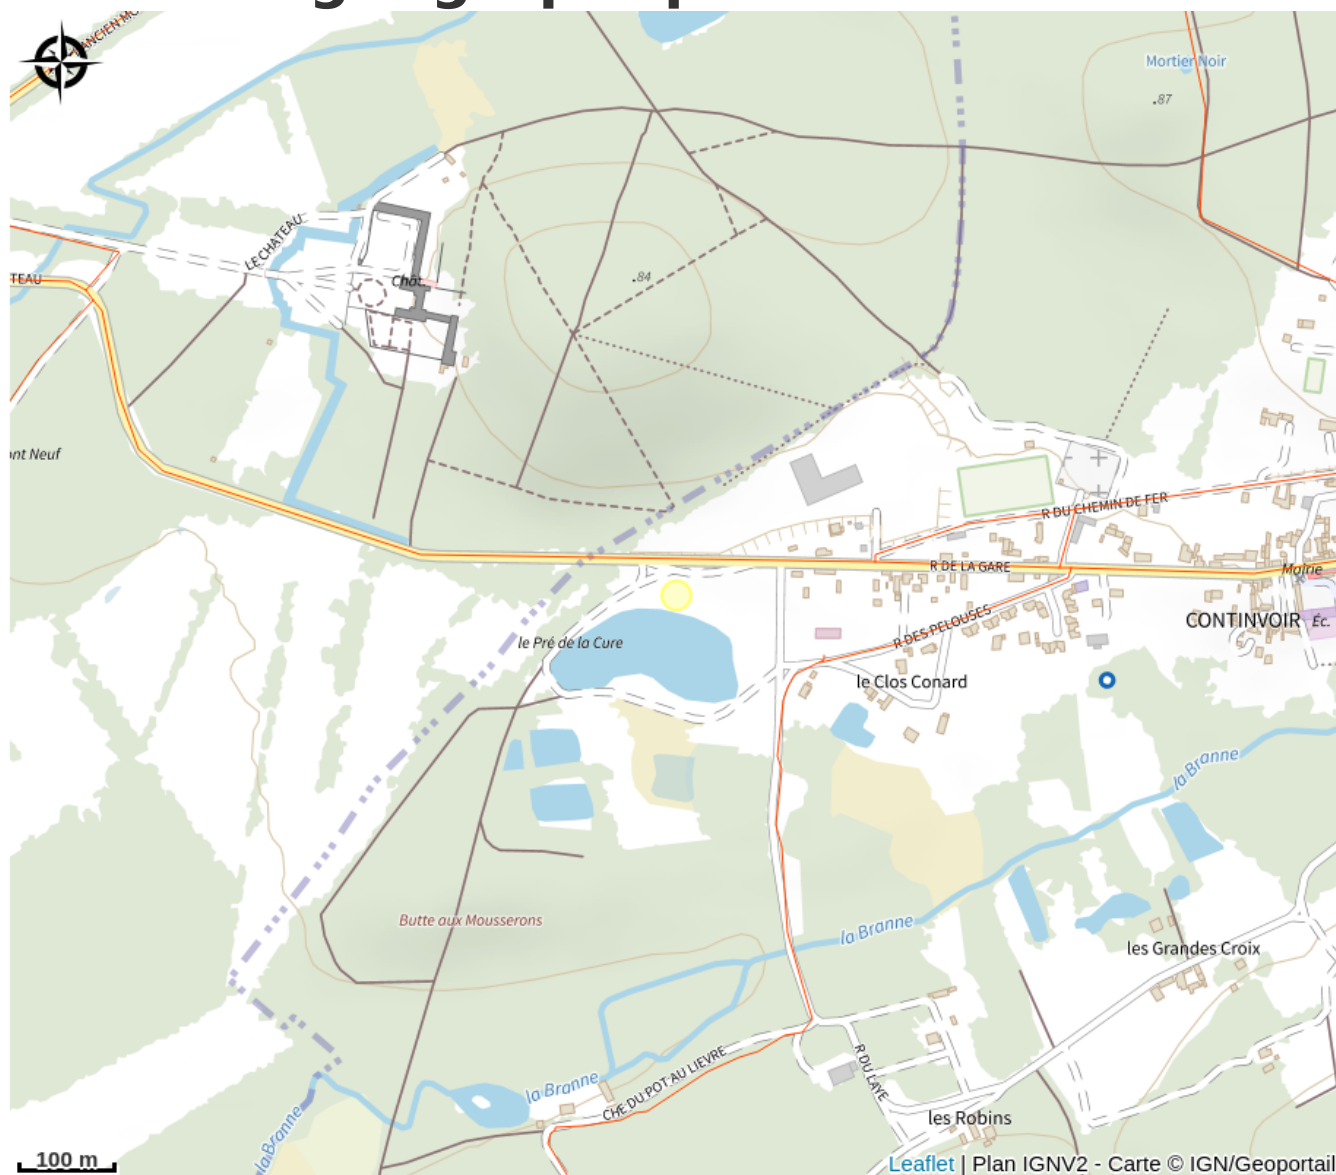 L'ANCIEN MO
Mortier Noir
.87
LE CHATEAU
TEAU
Chât.
.84
ont Neuf
R DU CHEMIN DE FER
R DE LA GARE
Mairie
R DES PELOUSES
CONTINVOIR
Éc.
le Pré de la Cure
le Clos Conard
la Branne
Butte aux Mousserons
la Branne
les Grandes Croix
R DU LAYE
la Branne
CHE DU POT AU LIEVRE
les Robins
la Branne
100 m
Leaflet | Plan IGNV2 - Carte © IGN/Geoportail